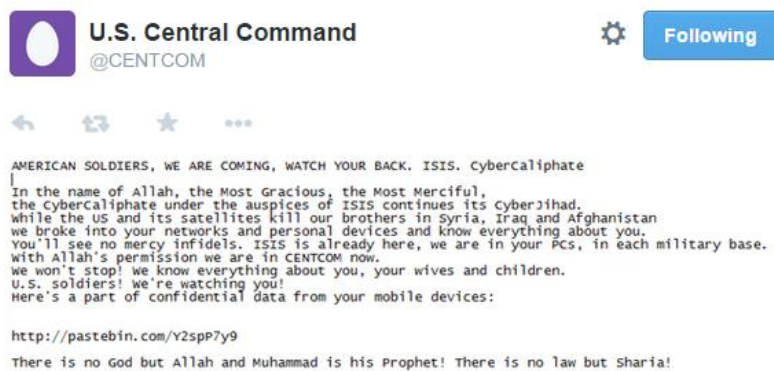 U.S. Central Command
Following
@CENTCOM
AMERICAN SOLDIERS, WE ARE COMING, WATCH YOUR BACK. ISIS. CyberCaliphate
In the name of Allah, the Most Gracious, the Most Merciful,
the CyberCaliphate under the auspices of ISIS continues its CyberJihad.
While the US and its satellites kill our brothers in Syria, Iraq and Afghanistan
we broke into your networks and personal devices and know everything about you.
You'll see no mercy infidels. ISIS is already here, we are in your PCs, in each military base.
With Allah's permission we are in CENTCOM now.
We won't stop! We know everything about you, your wives and children.
U.S. soldiers! We're watching you!
Here's a part of confidential data from your mobile devices:
http://pastebin.com/Y2spP7y9
There is no God but Allah and Muhammad is his Prophet! There is no law but Sharia!